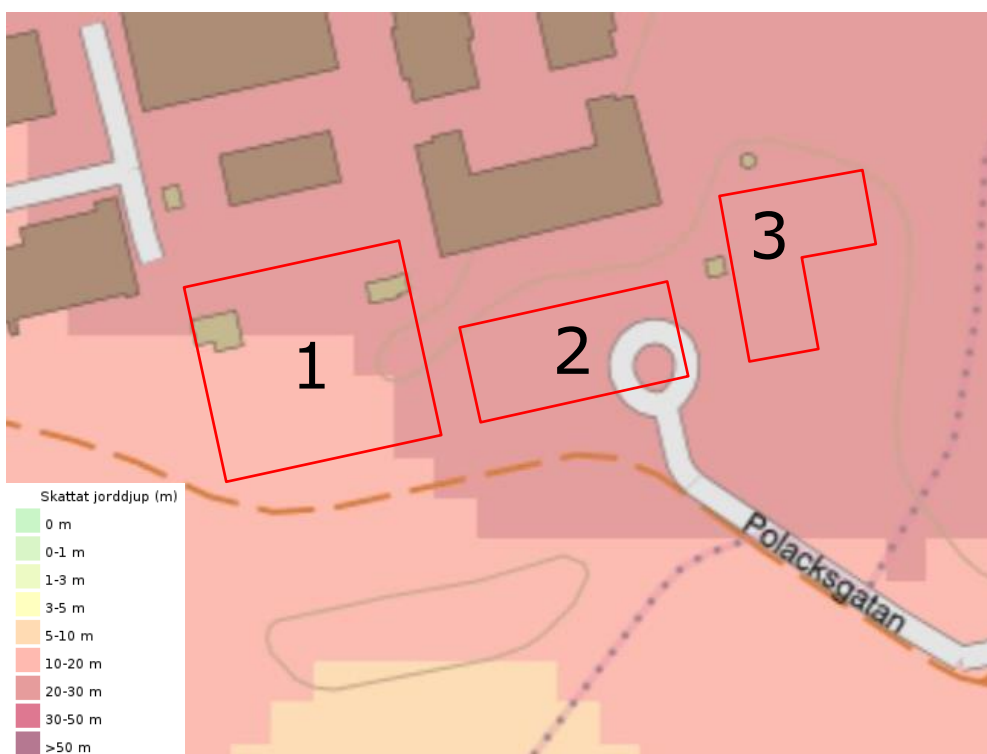 3
2
1
Skattat jorddjup (m)
0 m
0-1 m
1-3 m
3-5 m
5-10 m
10-20 m
20-30 m
30-50 m
>50 m
Polacksgatan